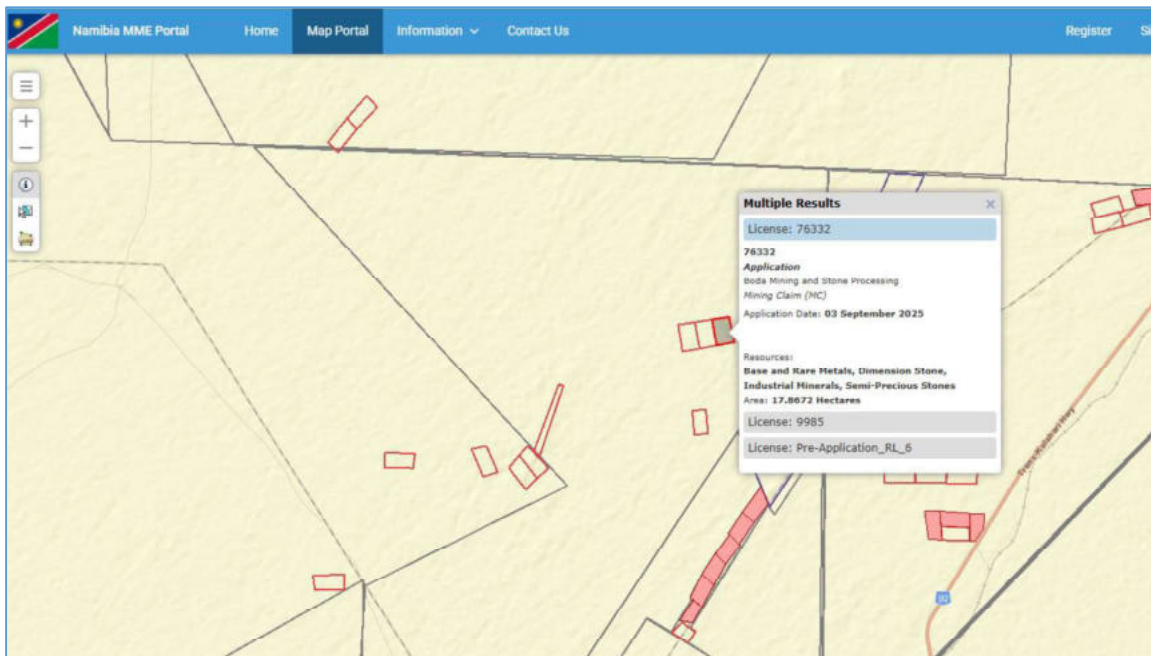 Namibia MME Portal Home Map Portal Information Contact Us Register
Multiple Results
License: 76332
76332
Application
Boda Mining and Stone Processing
Mining Claim (MC)
Application Date: 03 September 2025
Resources:
Base and Rare Metals, Dimension Stone,
Industrial Minerals, Semi-Precious Stones
Area: 17.8672 Hectares
License: 9985
License: Pre-Application_RL_6
Trans Kalahari Hwy